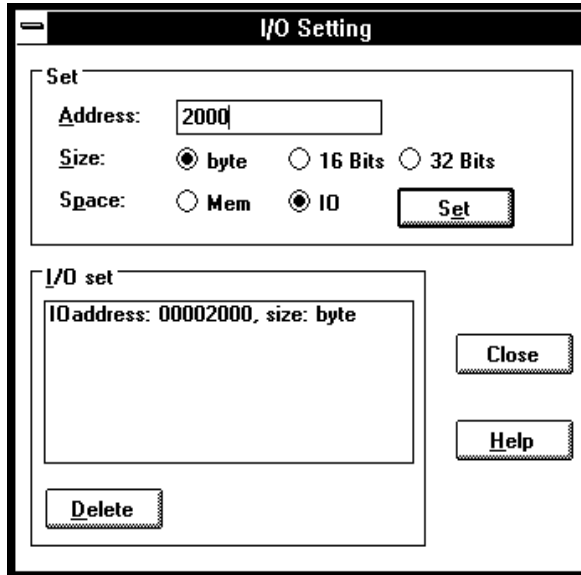 I/O Setting
Set
Address: 2000
Size: byte 16 Bits 32 Bits
Space: Mem IO Set
I/O set
IOaddress: 00002000, size: byte
Close
Help
Delete